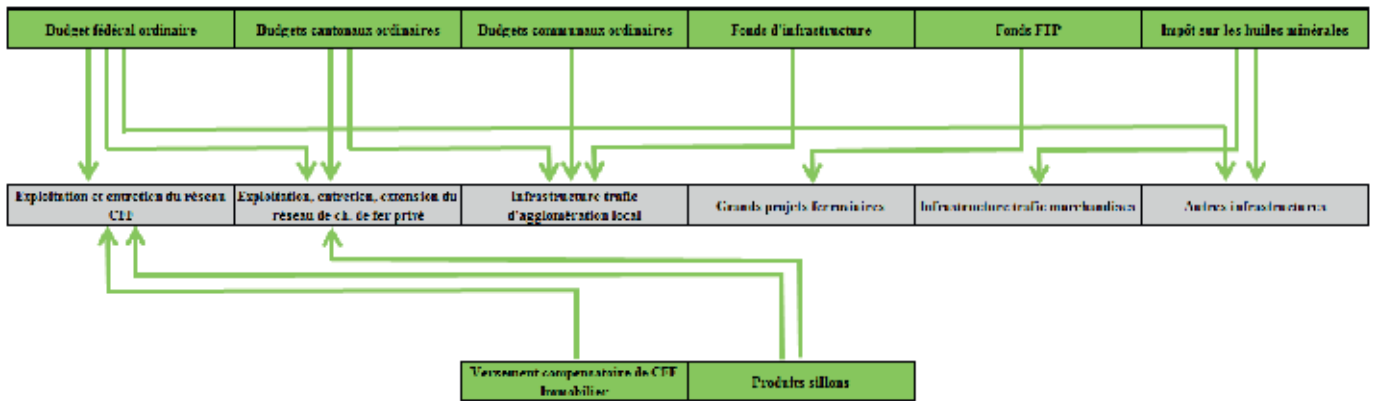 Budget fédéral ordinaire
Budgets cantonaux ordinaires
Budgets communaux ordinaires
Fonds d'infrastructure
Fonds FTP
Impôt sur les huiles minérales
Exploitation et entretien du réseau
CFF
Exploitation, entretien, extension du
réseau de ch. de fer privé
Infrastructure trafic
d'agglomération local
Grands projets ferroviaires
Infrastructure trafic marchandises
Autres infrastructures
Versement compensatoire de CFF
Immobilier
Produits sillons